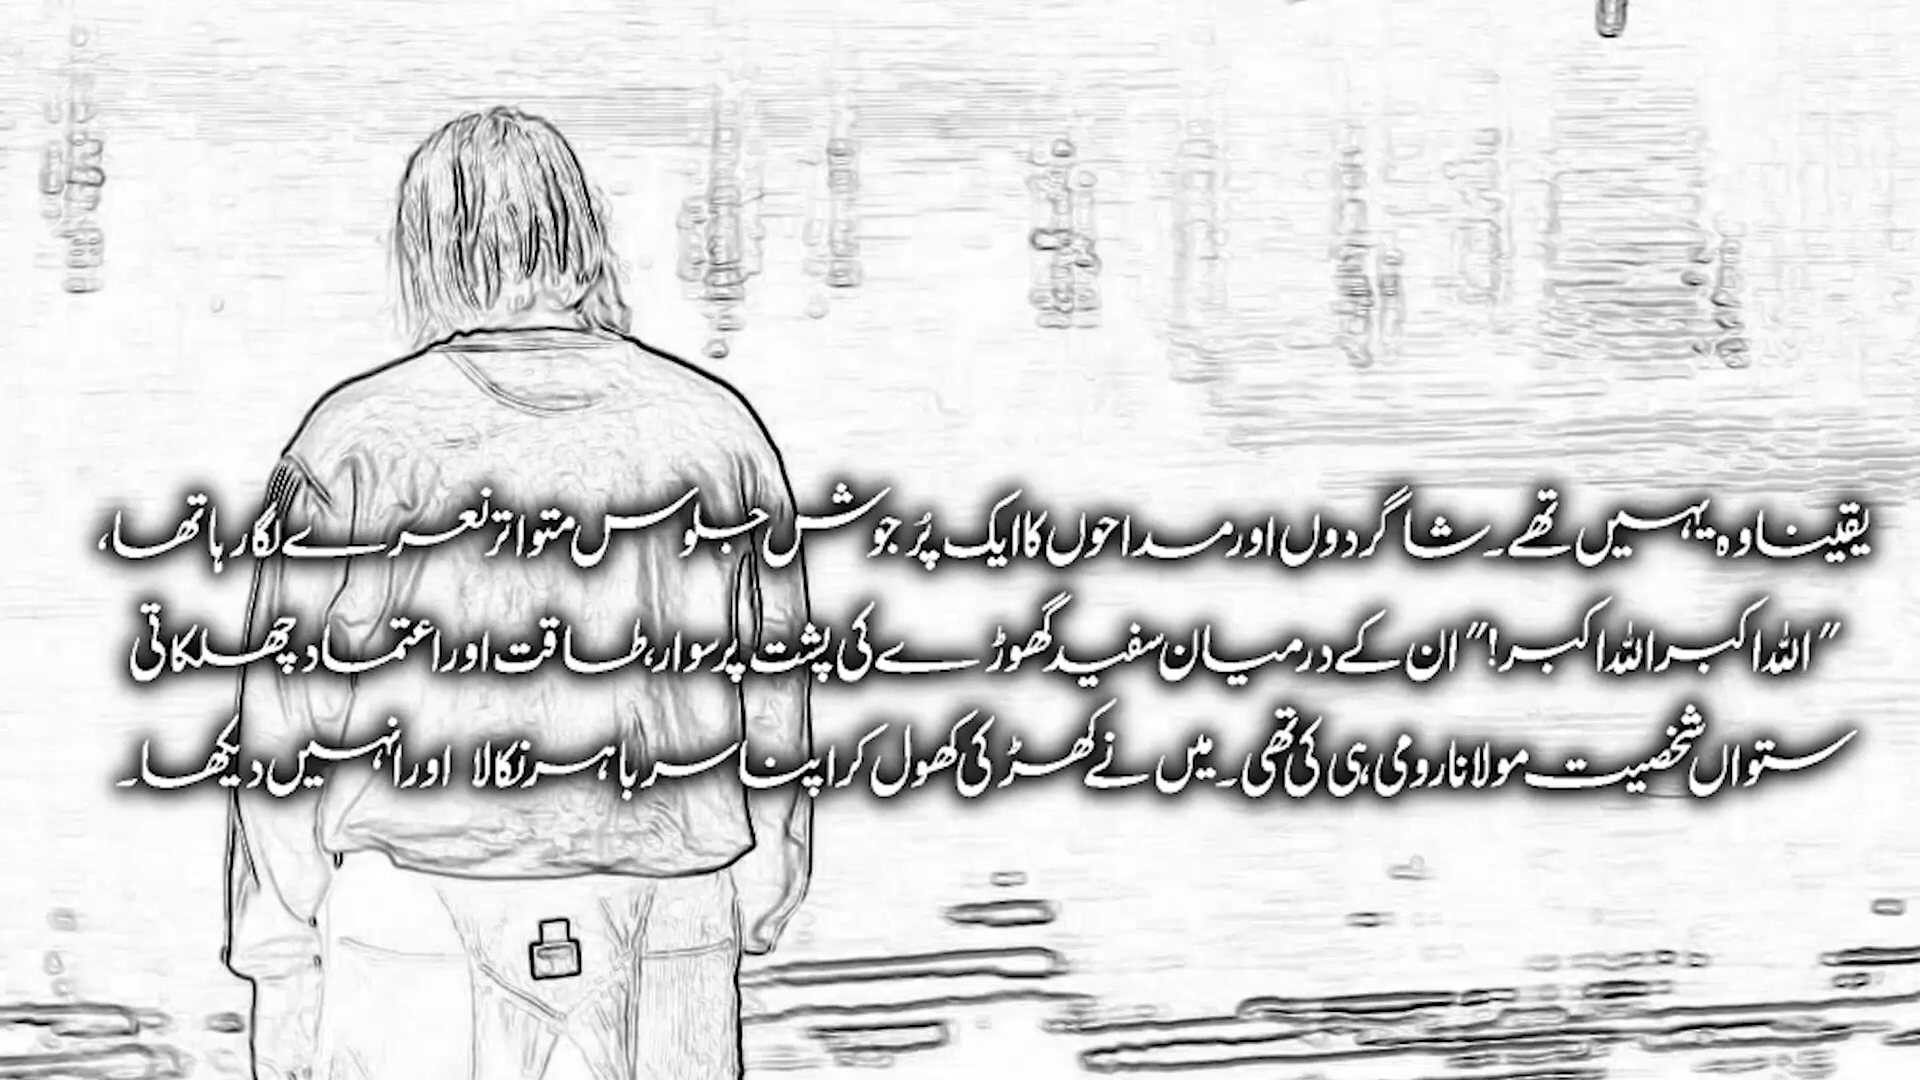 یقینا وہ یہیں تھے۔ شاگردوں اور مداحوں کا ایک پُر جوش جلوس متواتر نعرے لگا رہا تھا،
”اللہ اکبر اللہ اکبر!“ ان کے درمیان سفید گھوڑے کی پشت پر سوار، طاقت اور اعتماد چھلکاتی
ستواں شخصیت مولانا رومی ہی کی تھی۔ میں نے کھڑکی کھول کر اپنا سر باہر نکالا اور انہیں دیکھا۔